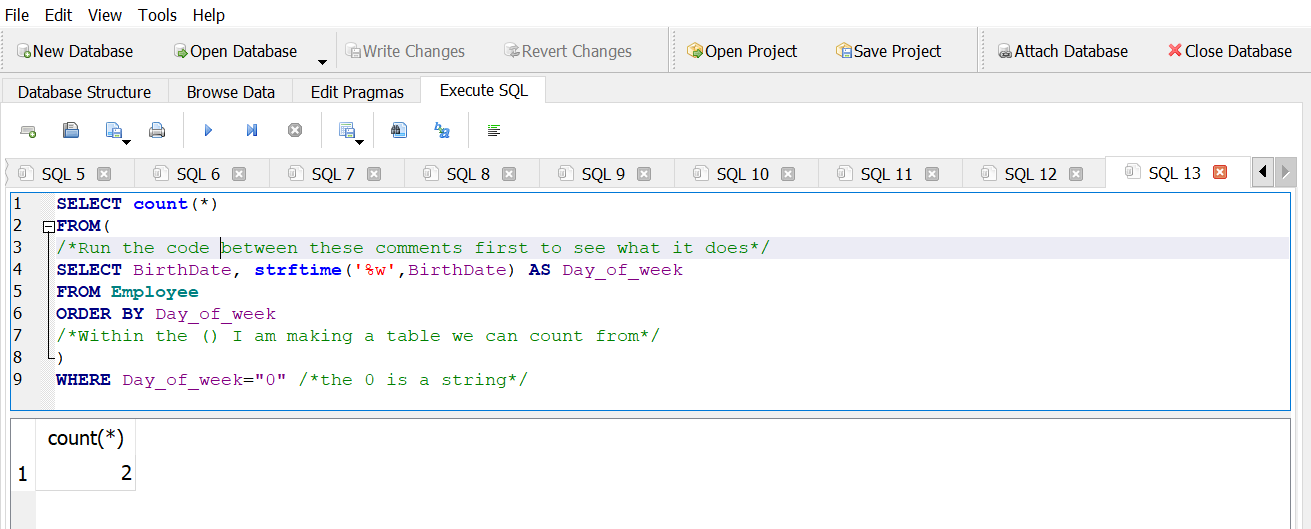 File Edit View Tools Help
New Database Open Database Write Changes Revert Changes Open Project Save Project Attach Database Close Database
Database Structure Browse Data Edit Pragmas Execute SQL
SQL 5 SQL 6 SQL 7 SQL 8 SQL 9 SQL 10 SQL 11 SQL 12 SQL 13
1 SELECT count(*)
2 FROM(
3 /*Run the code between these comments first to see what it does*/
4 SELECT BirthDate, strftime('%w',BirthDate) AS Day_of_week
5 FROM Employee
6 ORDER BY Day_of_week
7 /*Within the () I am making a table we can count from*/
8 )
9 WHERE Day_of_week="0" /*the 0 is a string*/
count(*)
1 2